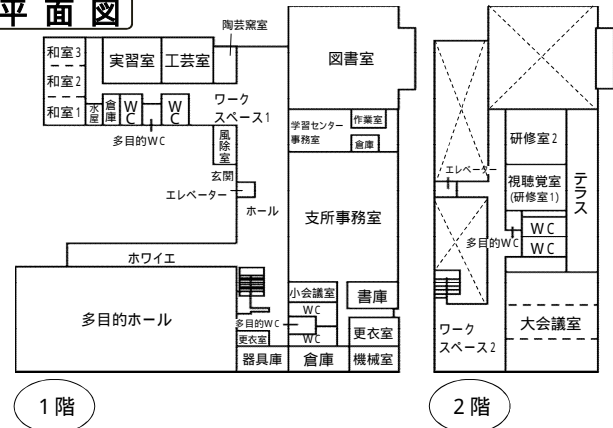 平面図
陶芸窯室
和室3
和室2
和室1
実習室
工芸室
水屋
倉庫
WC
WC
多目的WC
ワーク
スペース1
風除室
玄関
エレベーター
ホール
図書室
学習センター
事務室
作業室
倉庫
支所事務室
ホワイエ
多目的ホール
小会議室
WC
多目的WC
WC
書庫
更衣室
更衣室
器具庫
倉庫
機械室
1階
エレベーター
研修室2
視聴覚室
(研修室1)
テラス
多目的WC
WC
WC
大会議室
ワーク
スペース2
2階